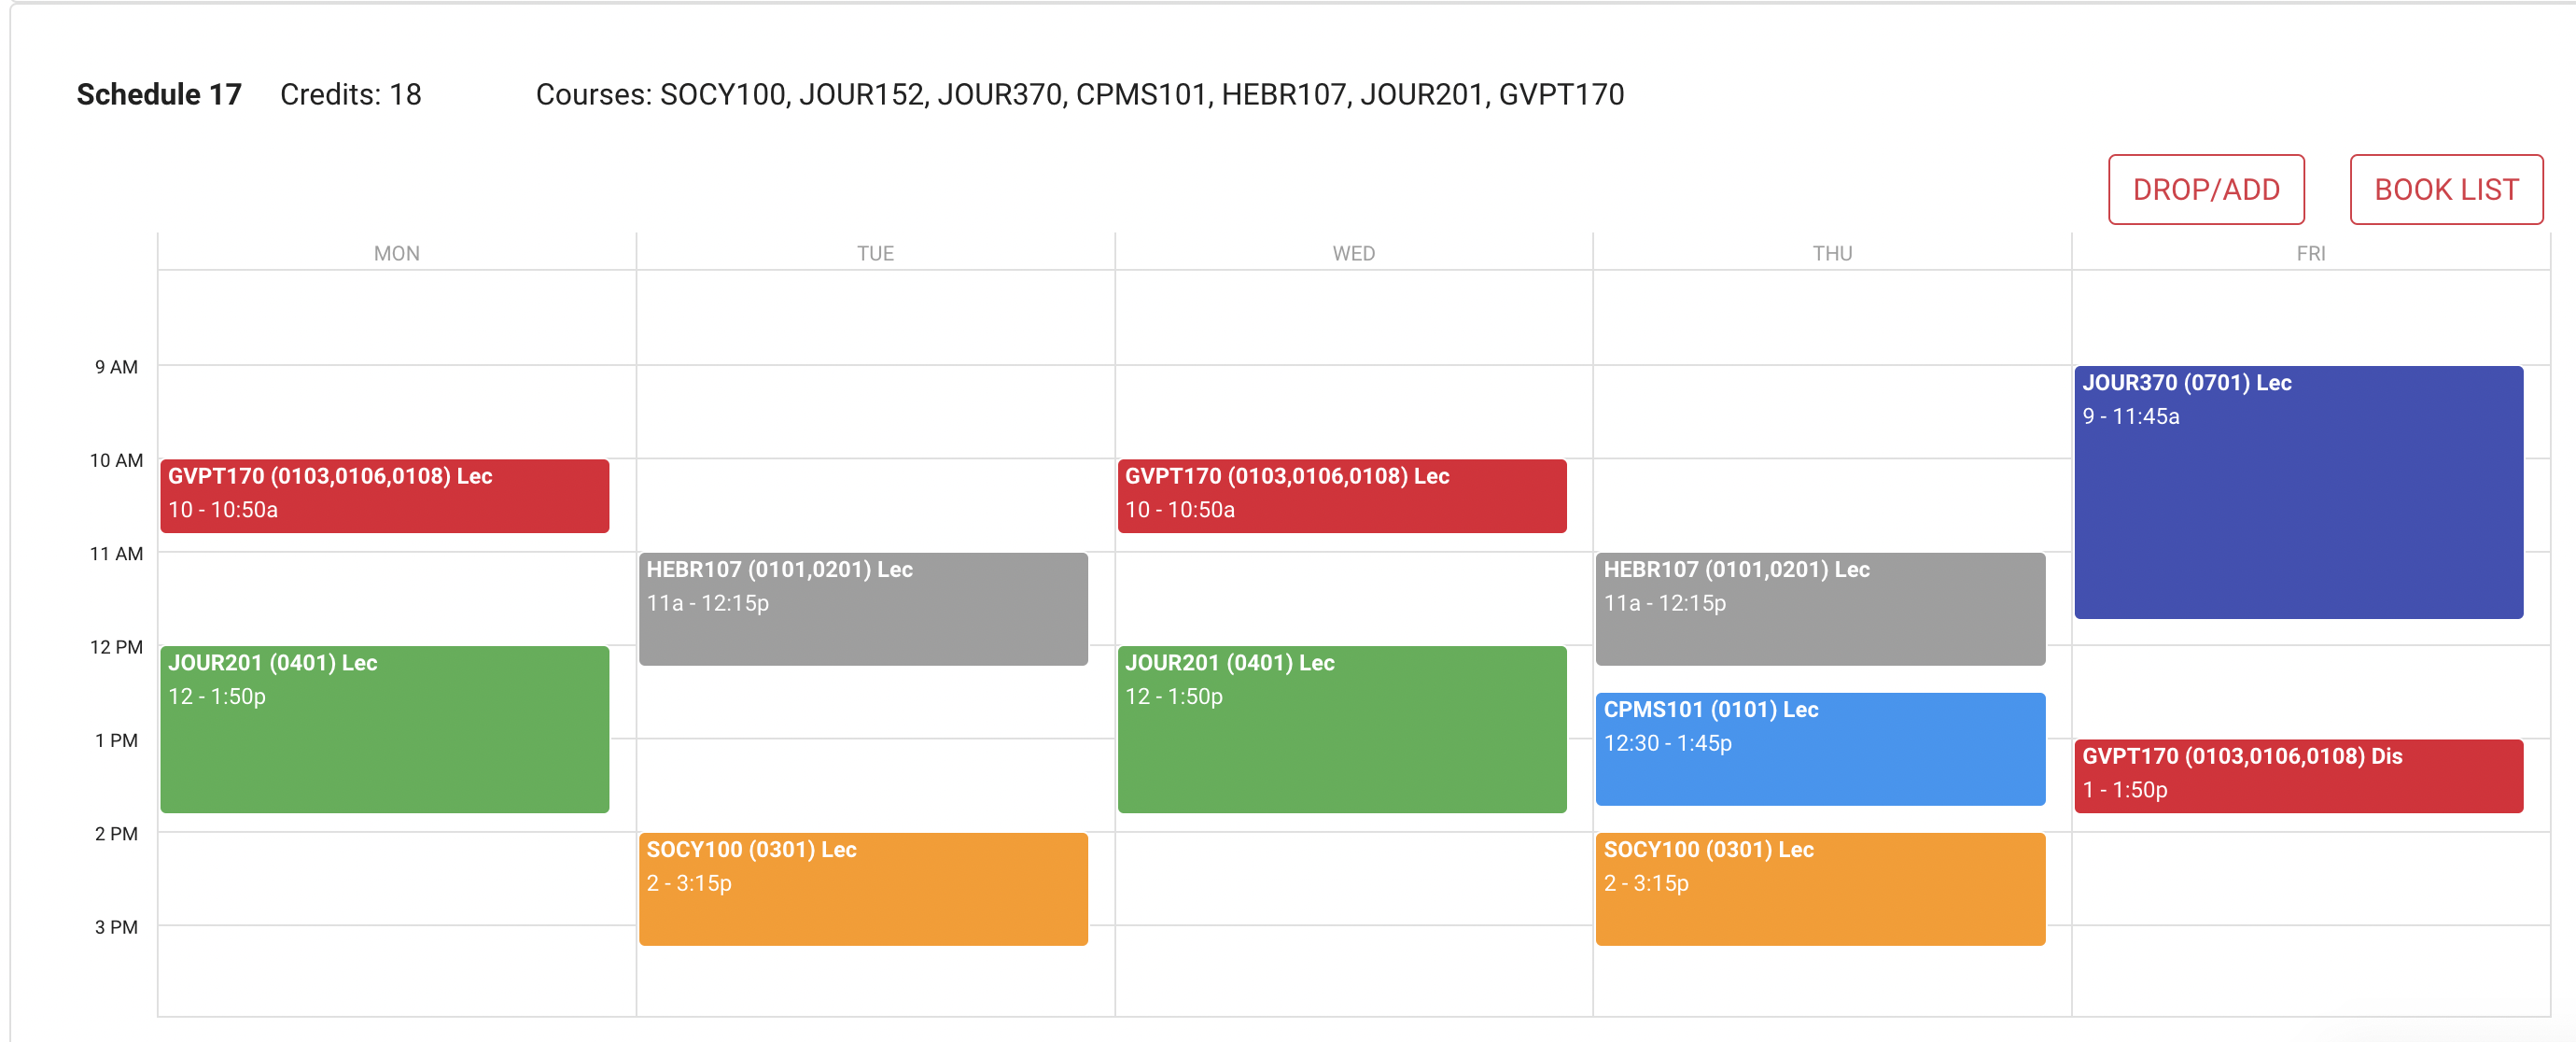 Schedule 17 Credits: 18 Courses: SOCY100, JOUR152, JOUR370, CPMS101, HEBR107, JOUR201, GVPT170
DROP/ADD BOOK LIST
MON TUE WED THU FRI
9 AM
10 AM
11 AM
12 PM
1 PM
2 PM
3 PM
GVPT170 (0103,0106,0108) Lec
10 - 10:50a
JOUR201 (0401) Lec
12 - 1:50p
HEBR107 (0101,0201) Lec
11a - 12:15p
SOCY100 (0301) Lec
2 - 3:15p
GVPT170 (0103,0106,0108) Lec
10 - 10:50a
JOUR201 (0401) Lec
12 - 1:50p
HEBR107 (0101,0201) Lec
11a - 12:15p
CPMS101 (0101) Lec
12:30 - 1:45p
SOCY100 (0301) Lec
2 - 3:15p
JOUR370 (0701) Lec
9 - 11:45a
GVPT170 (0103,0106,0108) Dis
1 - 1:50p